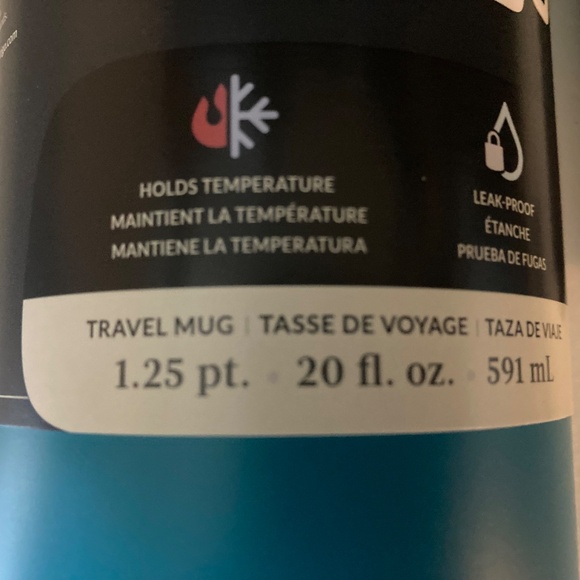 HOLDS TEMPERATURE
MAINTIENT LA TEMPÉRATURE
MANTIENE LA TEMPERATURA
LEAK-PROOF
ÉTANCHE
PRUEBA DE FUGAS
TRAVEL MUG | TASSE DE VOYAGE | TAZA DE VIAJE
1.25 pt. • 20 fl. oz. • 591 mL